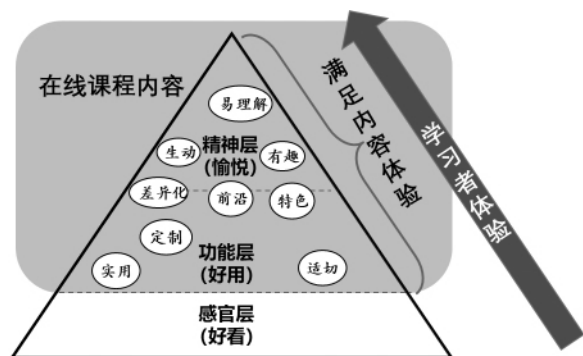 在线课程内容
易理解
生动
精神层
(愉悦)
有趣
差异化
前沿
特色
定制
实用
功能层
(好用)
适切
感官层
(好看)
满足内容体验
学习者体验